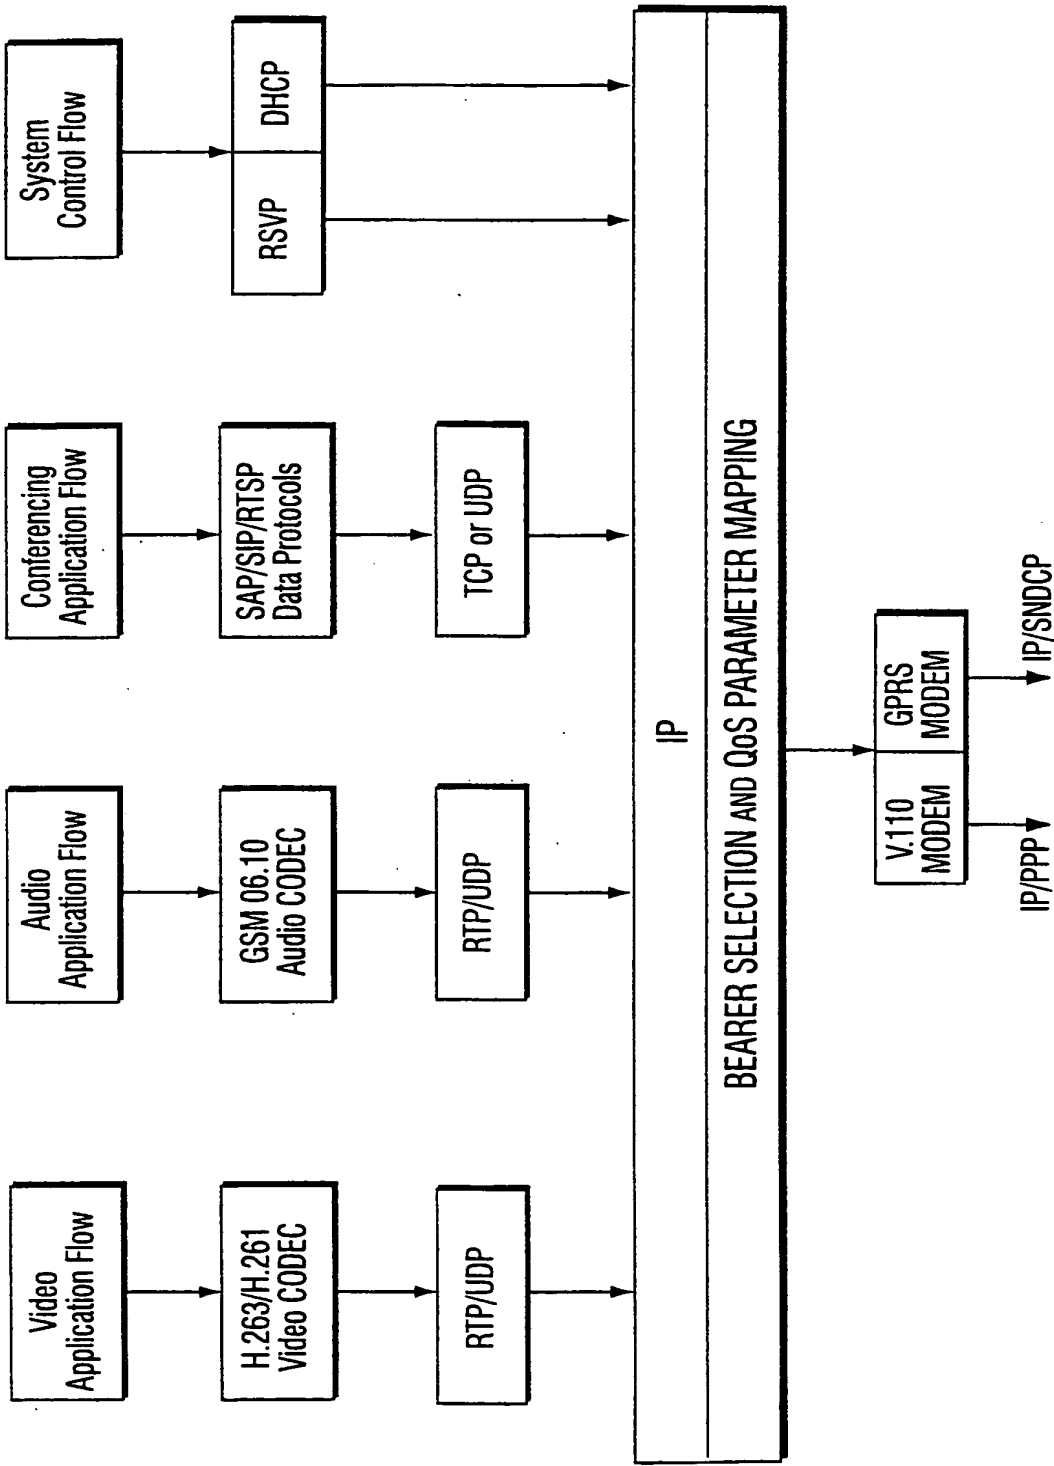 Video
Application Flow
H.263/H.261
Video CODEC
RTP/UDP
Audio
Application Flow
GSM 06.10
Audio CODEC
RTP/UDP
Conferencing
Application Flow
SAP/SIP/RTSP
Data Protocols
TCP or UDP
System
Control Flow
RSVP
DHCP
IP
BEARER SELECTION AND QoS PARAMETER MAPPING
V.110
MODEM
GPRS
MODEM
IP/PPP
IP/SNDCP